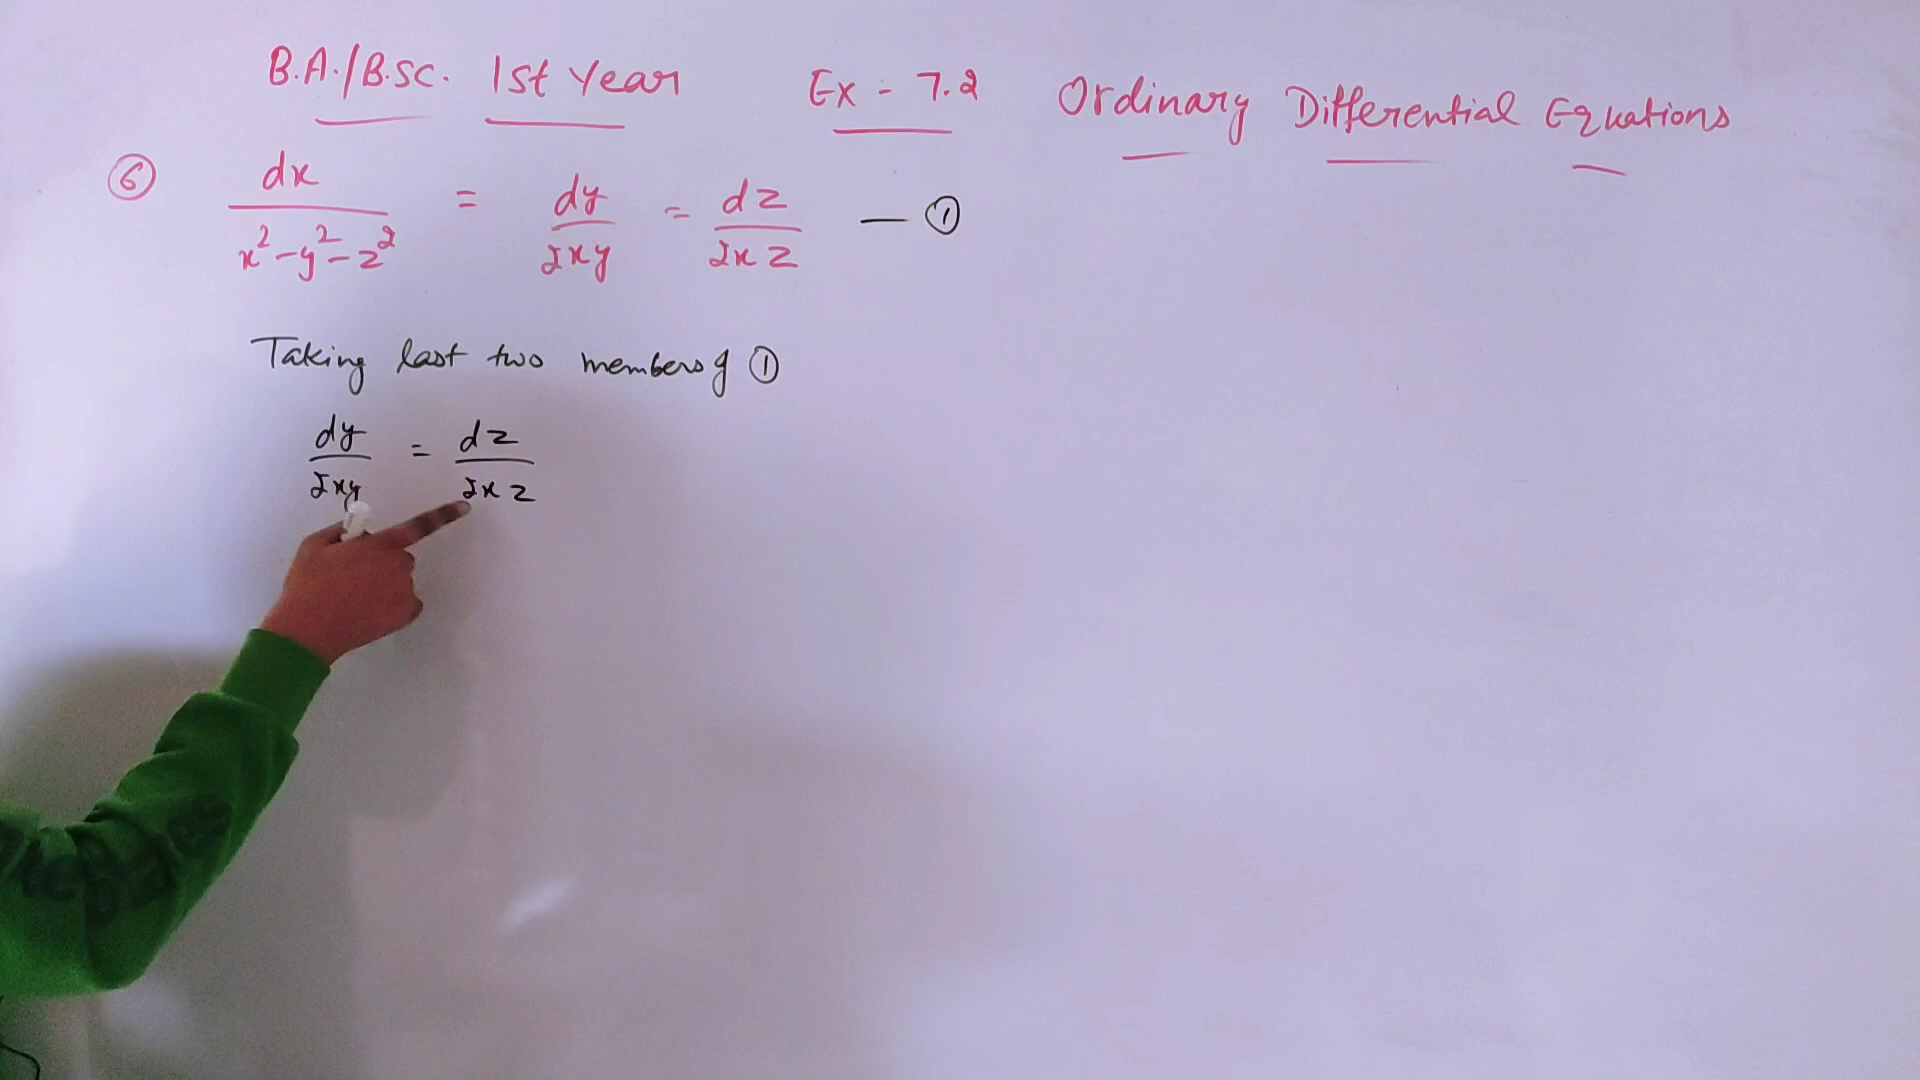 B.A./B.Sc. 1st Year Ex - 7.2 Ordinary Differential Equations
⑥ dx/(x²-y²-z²) = dy/2xy = dz/2xz — ①
Taking last two members of ①
dy/2xy = dz/2xz